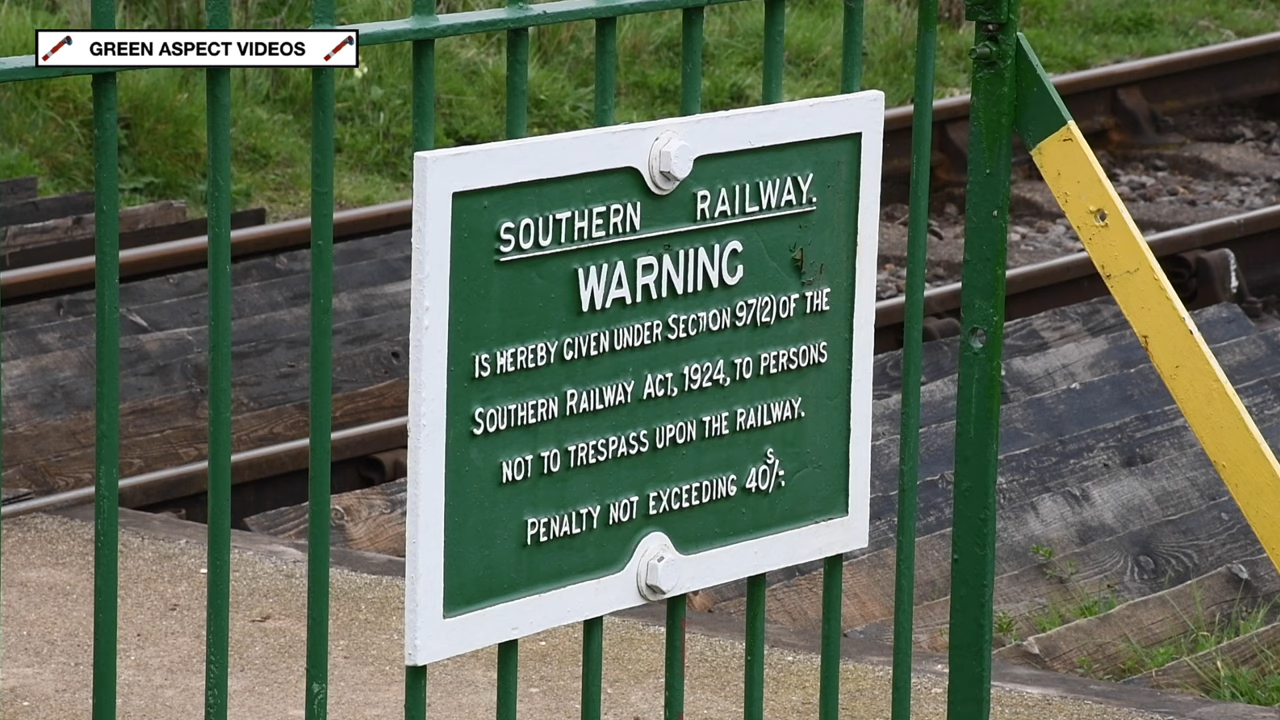 GREEN ASPECT VIDEOS
SOUTHERN RAILWAY.
WARNING
IS HEREBY GIVEN UNDER SECTION 97(2) OF THE
SOUTHERN RAILWAY ACT, 1924, TO PERSONS
NOT TO TRESPASS UPON THE RAILWAY.
PENALTY NOT EXCEEDING 40S/-.